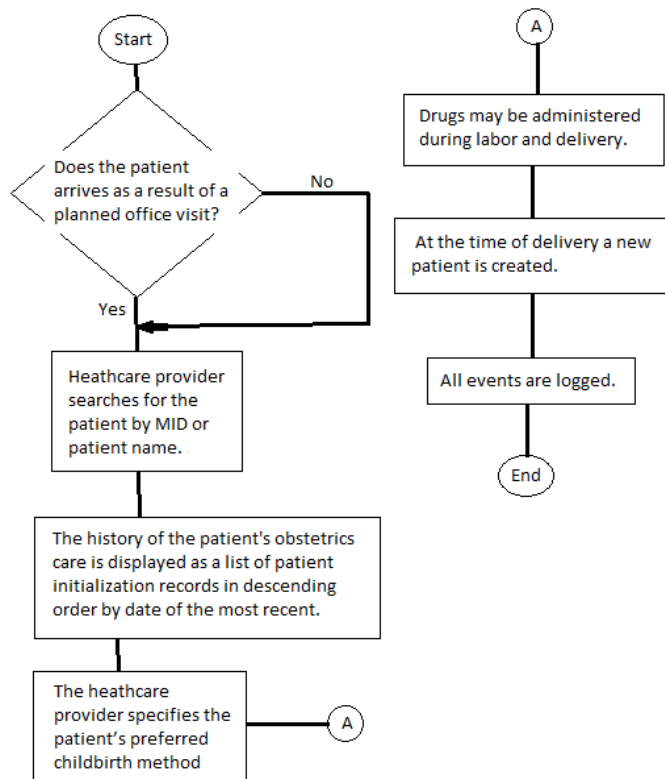 Start
Does the patient
arrives as a result of a
planned office visit?
No
Yes
Heathcare provider
searches for the
patient by MID or
patient name.
The history of the patient's obstetrics
care is displayed as a list of patient
initialization records in descending
order by date of the most recent.
The heathcare
provider specifies the
patient’s preferred
childbirth method
A
A
Drugs may be administered
during labor and delivery.
At the time of delivery a new
patient is created.
All events are logged.
End